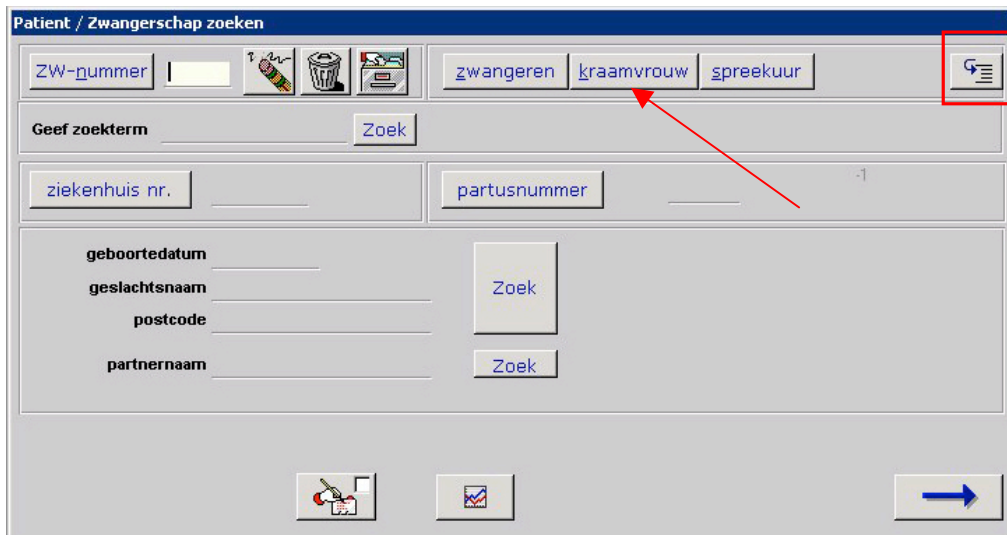 Patient / Zwangerschap zoeken
ZW-nummer zwangeren kraamvrouw spreekuur
Geef zoekterm Zoek
ziekenhuis nr. partusnummer -1
geboortedatum
geslachtsnaam Zoek
postcode
partnernaam Zoek